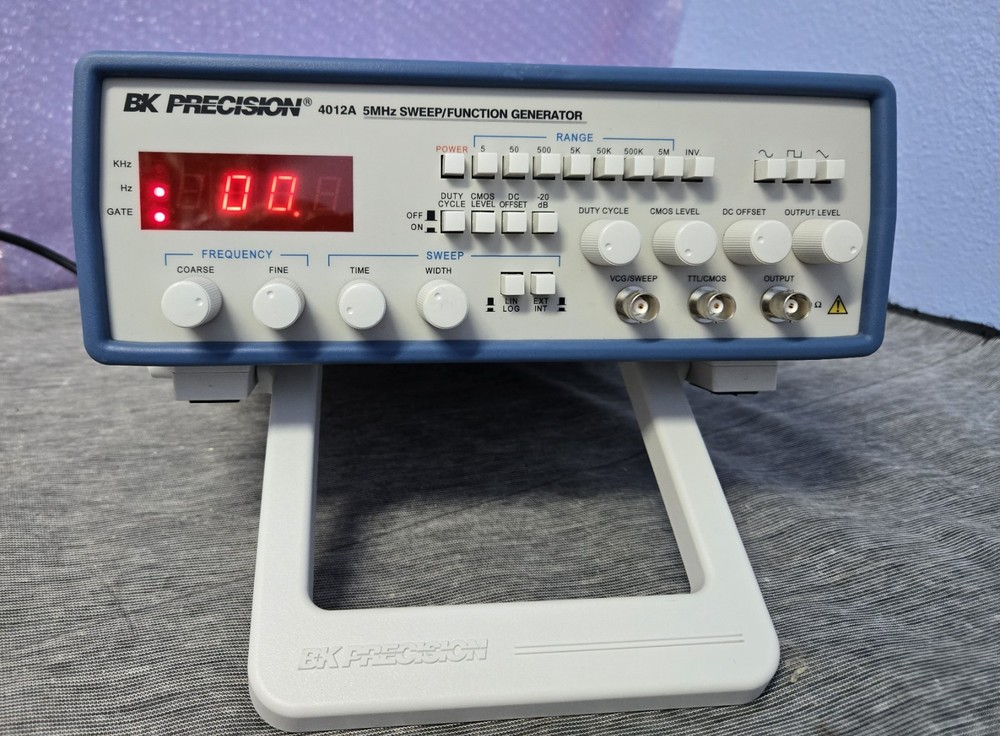 BK PRECISION® 4012A 5MHz SWEEP/FUNCTION GENERATOR
RANGE
POWER 5 50 500 5K 50K 500K 5M INV.
KHz
Hz
GATE
00.
DUTY CYCLE CMOS LEVEL DC OFFSET -20 dB
OFF
ON
DUTY CYCLE CMOS LEVEL DC OFFSET OUTPUT LEVEL
FREQUENCY SWEEP
COARSE FINE TIME WIDTH
LIN
LOG
EXT
INT
VCG/SWEEP TTL/CMOS OUTPUT
Ω
BK PRECISION